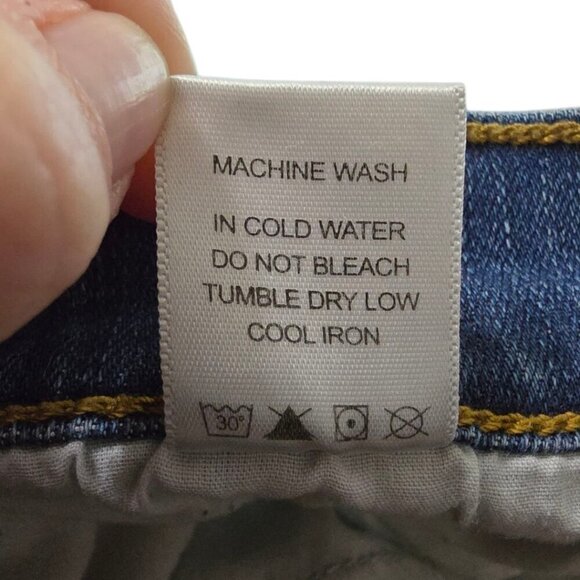 MACHINE WASH
IN COLD WATER
DO NOT BLEACH
TUMBLE DRY LOW
COOL IRON
30°